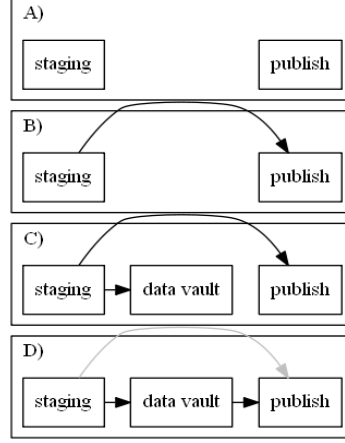 A)
staging publish
B)
staging publish
C)
staging data vault publish
D)
staging data vault publish